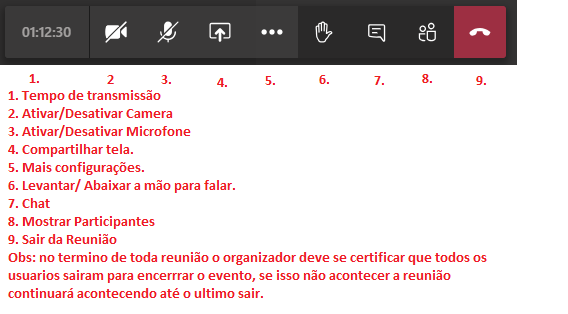 01:12:30
1. 2 3. 4. 5. 6. 7. 8. 9.
1. Tempo de transmissão
2. Ativar/Desativar Camera
3. Ativar/Desativar Microfone
4. Compartilhar tela.
5. Mais configurações.
6. Levantar/ Abaixar a mão para falar.
7. Chat
8. Mostrar Participantes
9. Sair da Reunião
Obs: no termino de toda reunião o organizador deve se certificar que todos os
usuarios sairam para encerrrar o evento, se isso não acontecer a reunião
continuará acontecendo até o ultimo sair.